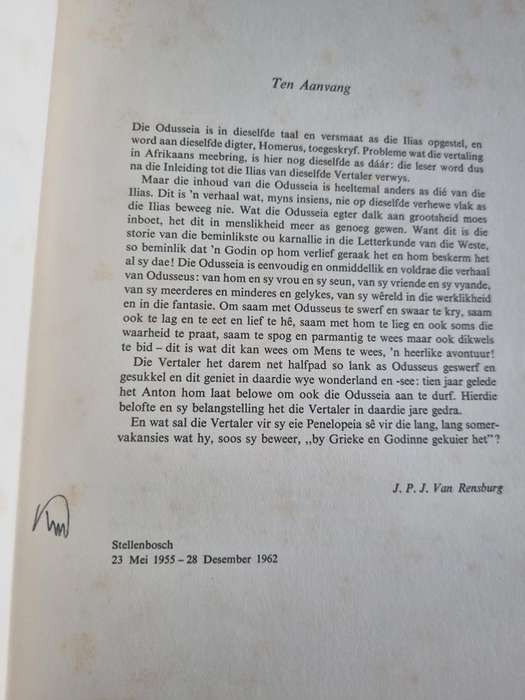 Ten Aanvang
Die Odusseia is in dieselfde taal en versmaat as die Ilias opgestel, en
word aan dieselfde digter, Homerus, toegeskryf. Probleme wat die vertaling
in Afrikaans meebring, is hier nog dieselfde as dáár: die leser word dus
na die Inleiding tot die Ilias van dieselfde Vertaler verwys.
Maar die inhoud van die Odusseia is heeltemal anders as dié van die
Ilias. Dit is 'n verhaal wat, myns insiens, nie op dieselfde verhewe vlak as
die Ilias beweeg nie. Wat die Odusseia egter dalk aan grootsheid moes
inboet, het dit in menslikheid meer as genoeg gewen. Want dit is die
storie van die beminlikste ou karnallie in die Letterkunde van die Weste,
so beminlik dat 'n Godin op hom verlief geraak het en hom beskerm het
al sy dae! Die Odusseia is eenvoudig en onmiddellik en voldrae die verhaal
van Odusseus: van hom en sy vrou en sy seun, van sy vriende en sy vyande,
van sy meerderes en minderes en gelykes, van sy wêreld in die werklikheid
en in die fantasie. Om saam met Odusseus te swerf en swaar te kry, saam
ook te lag en te eet en lief te hê, saam met hom te lieg en ook soms die
waarheid te praat, saam te spog en parmantig te wees maar ook dikwels
te bid – dit is wat dit kan wees om Mens te wees, 'n heerlike avontuur!
Die Vertaler het darem net halfpad so lank as Odusseus geswerf en
gesukkel en dit geniet in daardie wye wonderland en -see: tien jaar gelede
het Anton hom laat belowe om ook die Odusseia aan te durf. Hierdie
belofte en sy belangstelling het die Vertaler in daardie jare gedra.
En wat sal die Vertaler vir sy eie Penelopeia sê vir die lang, lang somer-
vakansies wat hy, soos sy beweer, „by Grieke en Godinne gekuier het”?
J. P. J. Van Rensburg
Stellenbosch
23 Mei 1955 – 28 Desember 1962